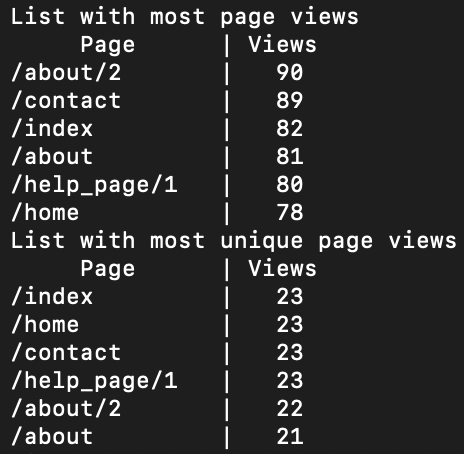 List with most page views
     Page      | Views
/about/2       |   90
/contact       |   89
/index         |   82
/about         |   81
/help_page/1   |   80
/home          |   78
List with most unique page views
     Page      | Views
/index         |   23
/home          |   23
/contact       |   23
/help_page/1   |   23
/about/2       |   22
/about         |   21